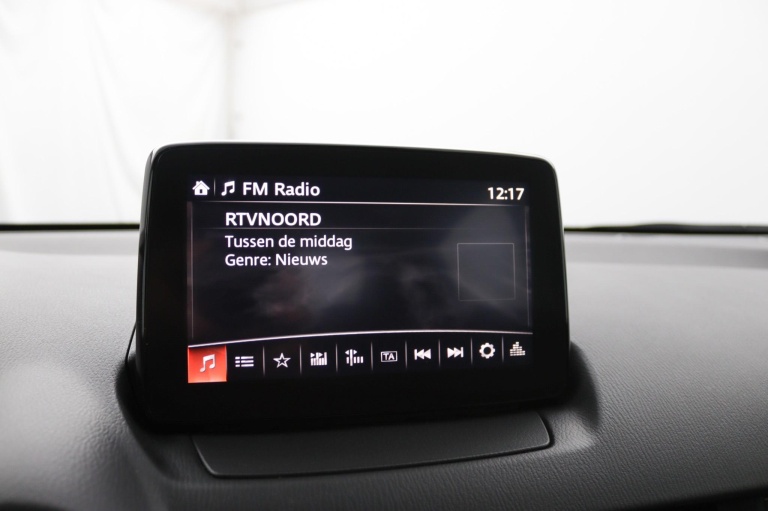 FM Radio
12:17
RTVNOORD
Tussen de middag
Genre: Nieuws
TA